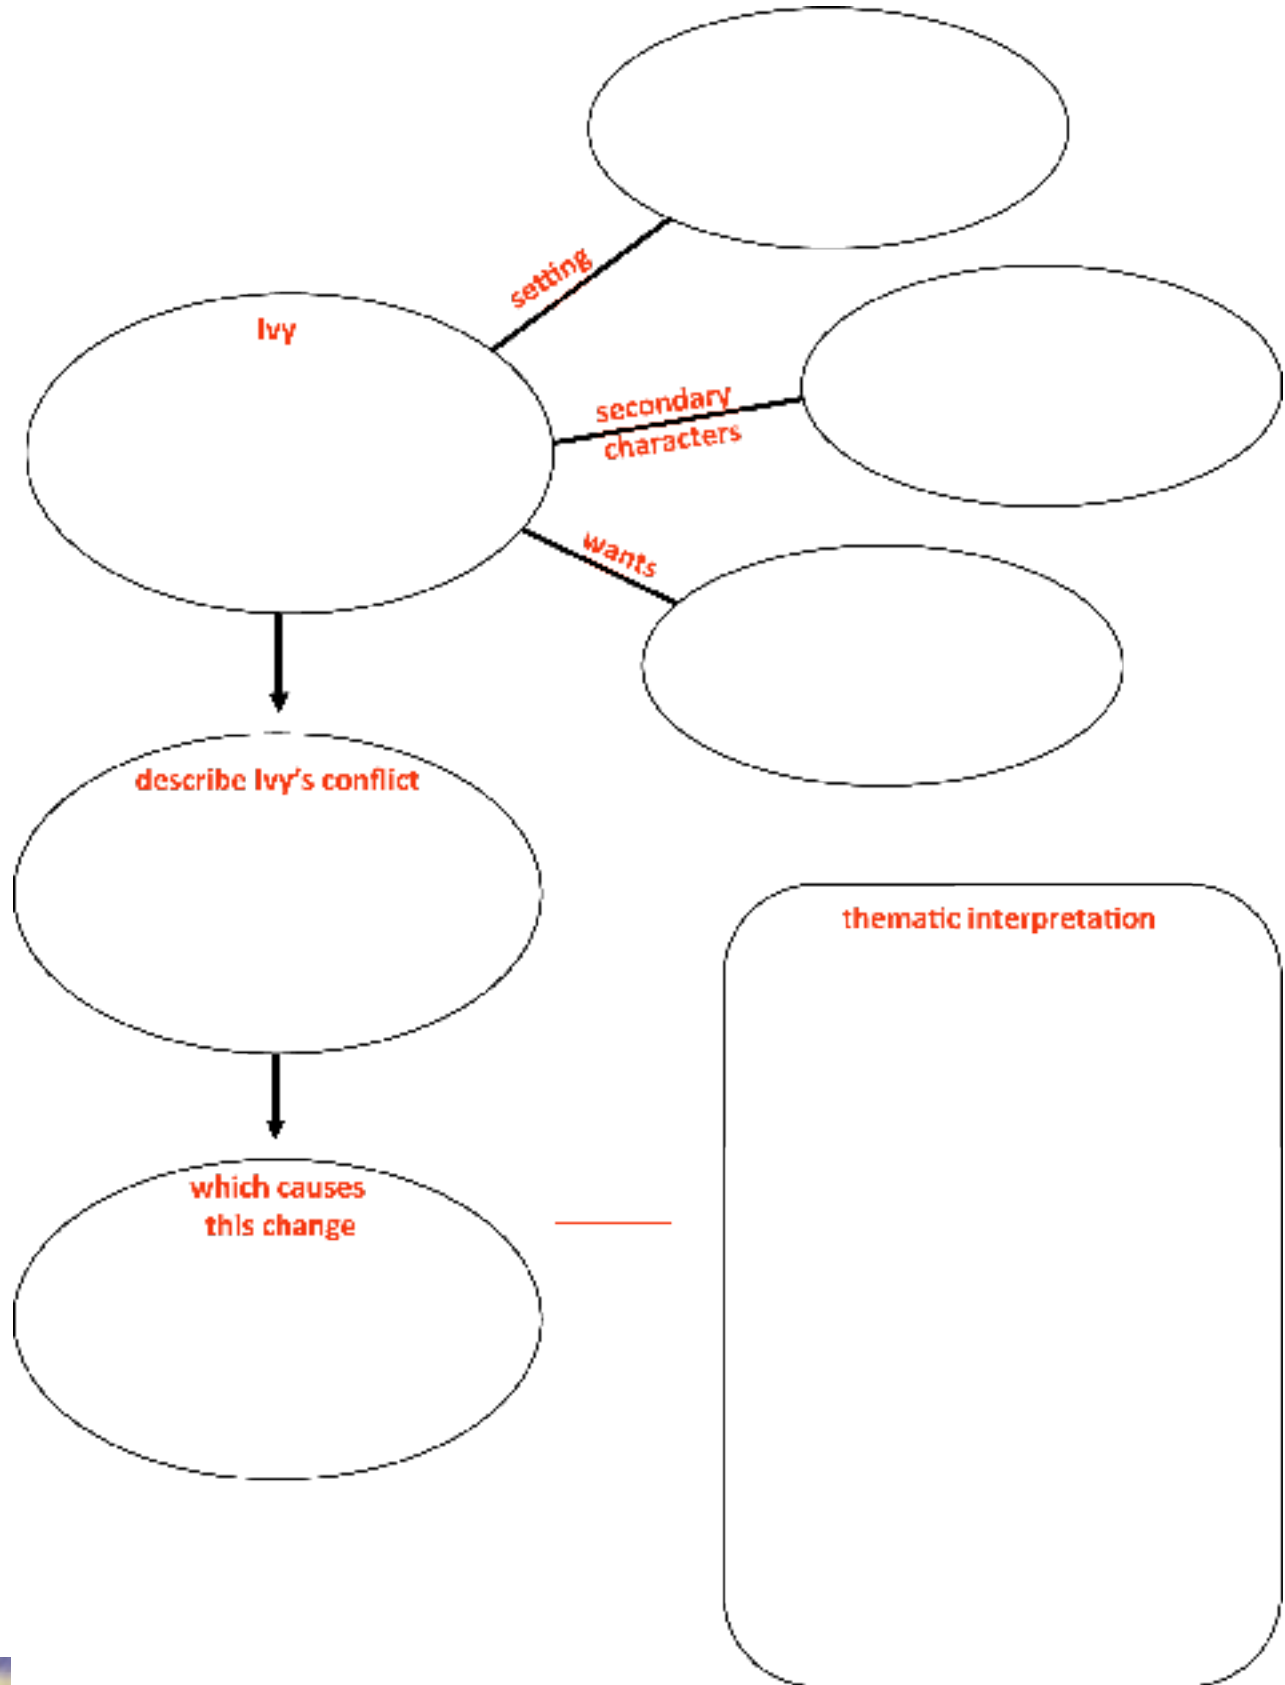 setting
Ivy
secondary
characters
wants
describe Ivy's conflict
thematic interpretation
which causes
this change